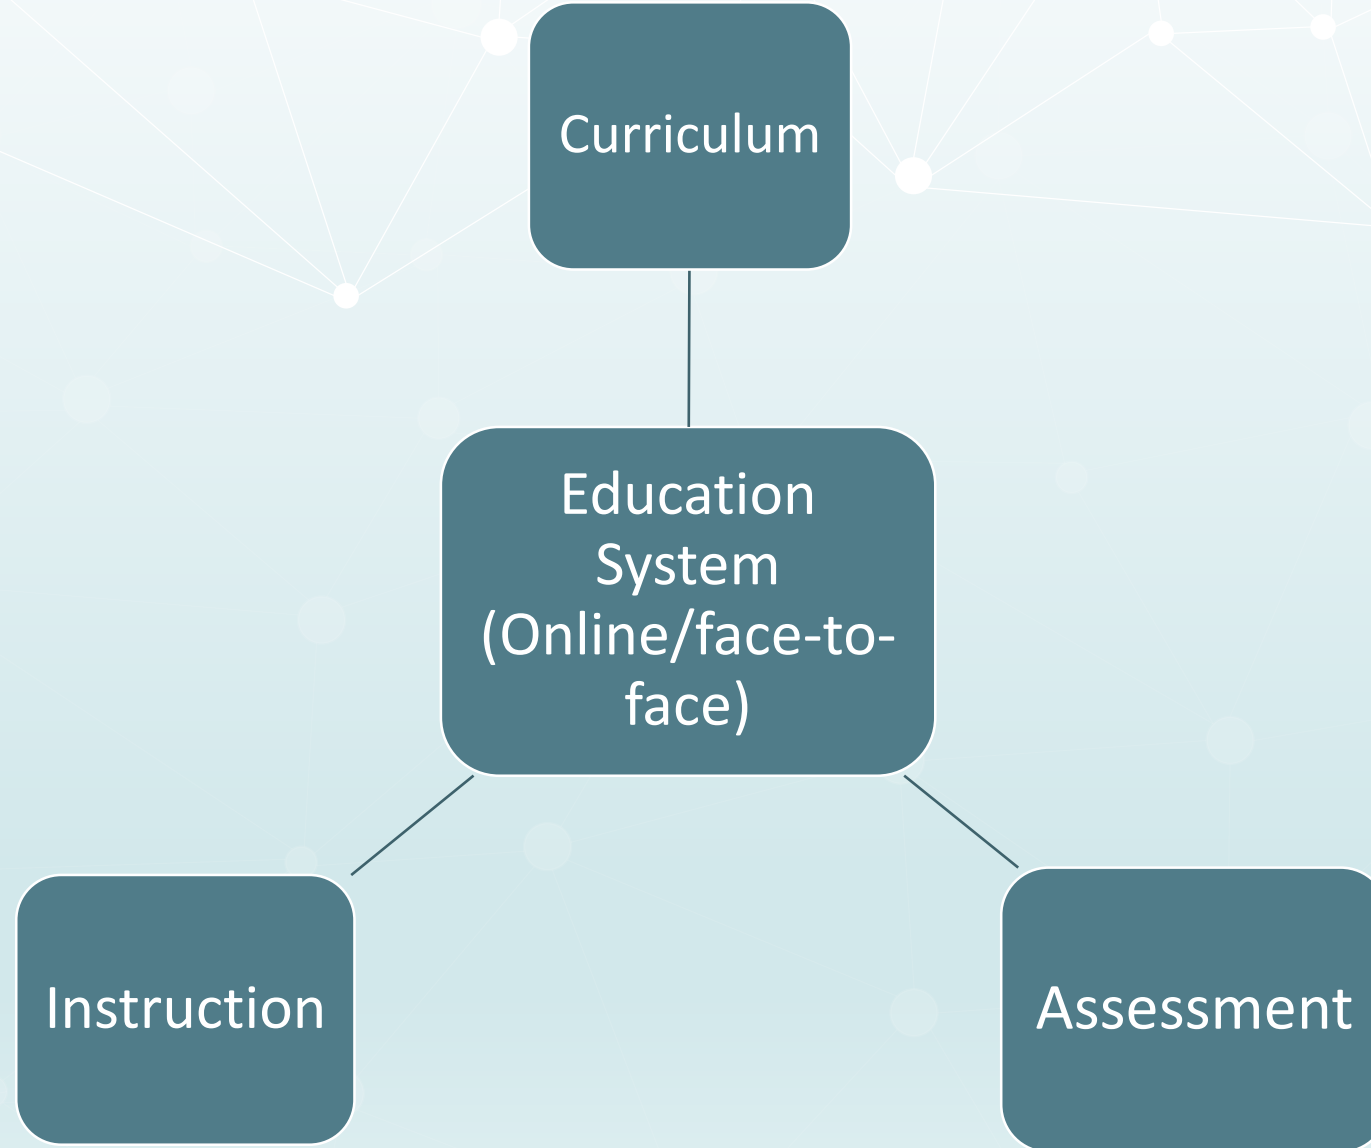 Curriculum
Education
System
(Online/face-to-
face)
Instruction
Assessment